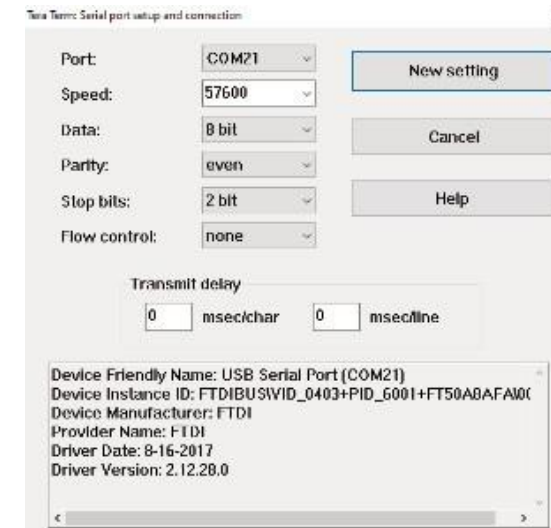 Tera Term: Serial port setup and connection
Port: COM21
New setting
Speed: 57600
Data: 8 bit
Cancel
Parity: even
Stop bits: 2 bit
Help
Flow control: none
Transmit delay
0 msec/char 0 msec/line
Device Friendly Name: USB Serial Port (COM21)
Device Instance ID: FTDIBUS\VID_0403+PID_6001+FT50A8AFA\00
Device Manufacturer: FTDI
Provider Name: FTDI
Driver Date: 8-16-2017
Driver Version: 2.12.28.0